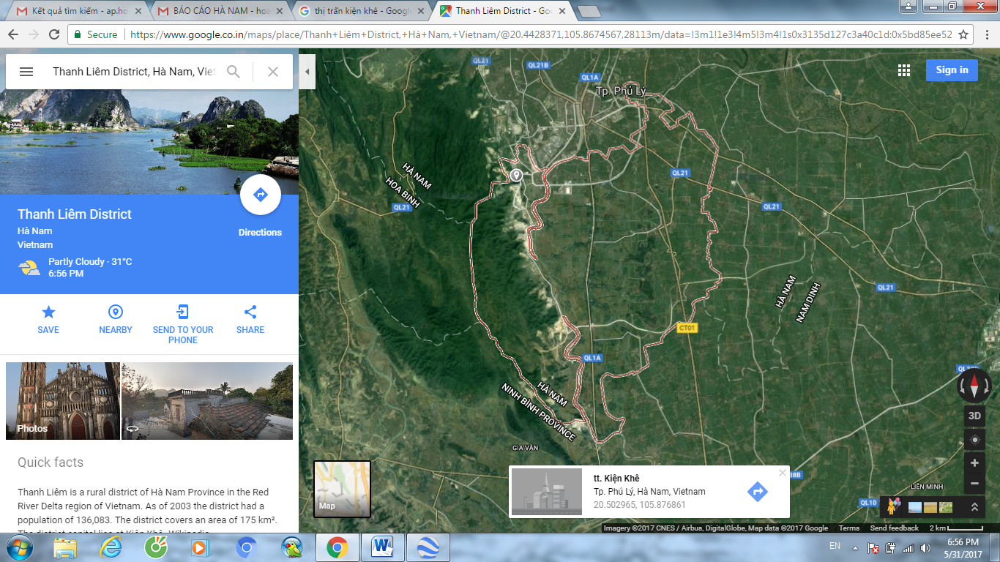 Kết quả tìm kiếm - ap.ho
BÁO CÁO HÀ NAM - hoa
thị trấn kiện khê - Google
Thanh Liêm District - Goo
Secure
https://www.google.co.in/maps/place/Thanh+Liêm+District,+Hà+Nam,+Vietnam/@20.4428371,105.8674567,28113m/data=!3m1!1e3!4m5!3m4!1s0x3135d127c3a40c1d:0x5bd85ee52
Thanh Liêm District, Hà Nam, Viet
Sign in
Thanh Liêm District
Hà Nam
Vietnam
Directions
Partly Cloudy · 31°C
6:56 PM
SAVE
NEARBY
SEND TO YOUR
PHONE
SHARE
Photos
Quick facts
Thanh Liêm is a rural district of Hà Nam Province in the Red
River Delta region of Vietnam. As of 2003 the district had a
population of 136,083. The district covers an area of 175 km².
The district capital lies at Kiện Khê. Wikipedia
QL21
QL21B
QL1A
Tp. Phủ Lý
HÀ NAM
HOA BINH
QL21
QL21
QL21
QL21
HÀ NAM
NAM DINH
CT01
QL1A
HÀ NAM
NINH BÌNH PROVINCE
GIA VÂN
LIÊN MINH
QL10
38B
Map
tt. Kiện Khê
Tp. Phủ Lý, Hà Nam, Vietnam
20.502965, 105.876861
3D
Imagery ©2017 CNES / Airbus, DigitalGlobe, Map data ©2017 Google
Terms
Send feedback
2 km
EN
6:56 PM
5/31/2017